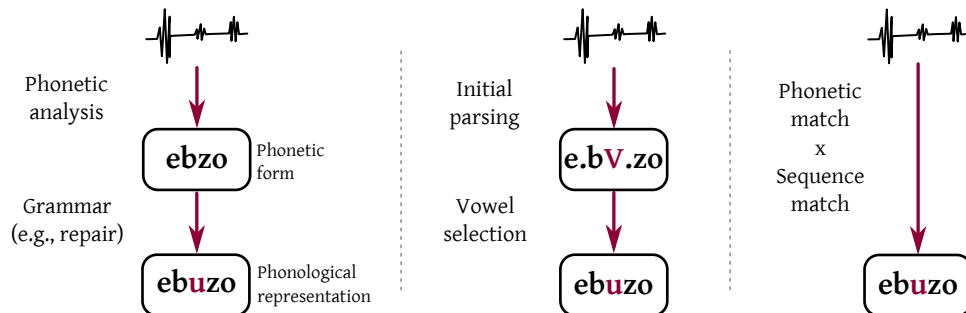 Phonetic
analysis
ebzo
Phonetic
form
Grammar
(e.g., repair)
ebuzo
Phonological
representation
Initial
parsing
e.bV.zo
Vowel
selection
ebuzo
Phonetic
match
x
Sequence
match
ebuzo